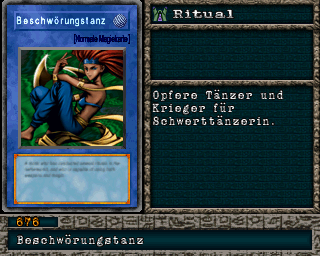 Beschwörungstanz
[Normale Magiekarte]
Ritual
Opfere Tänzer und
Krieger für
Schwerttänzerin.
676
Beschwörungstanz